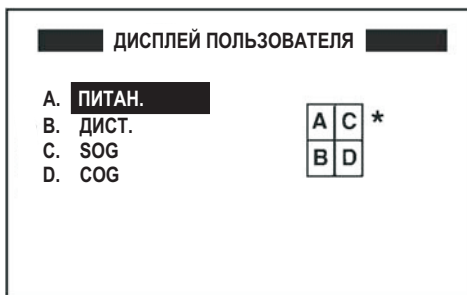 ДИСПЛЕЙ ПОЛЬЗОВАТЕЛЯ
A. ПИТАН.
B. ДИСТ.
C. SOG
D. COG
A C *
B D